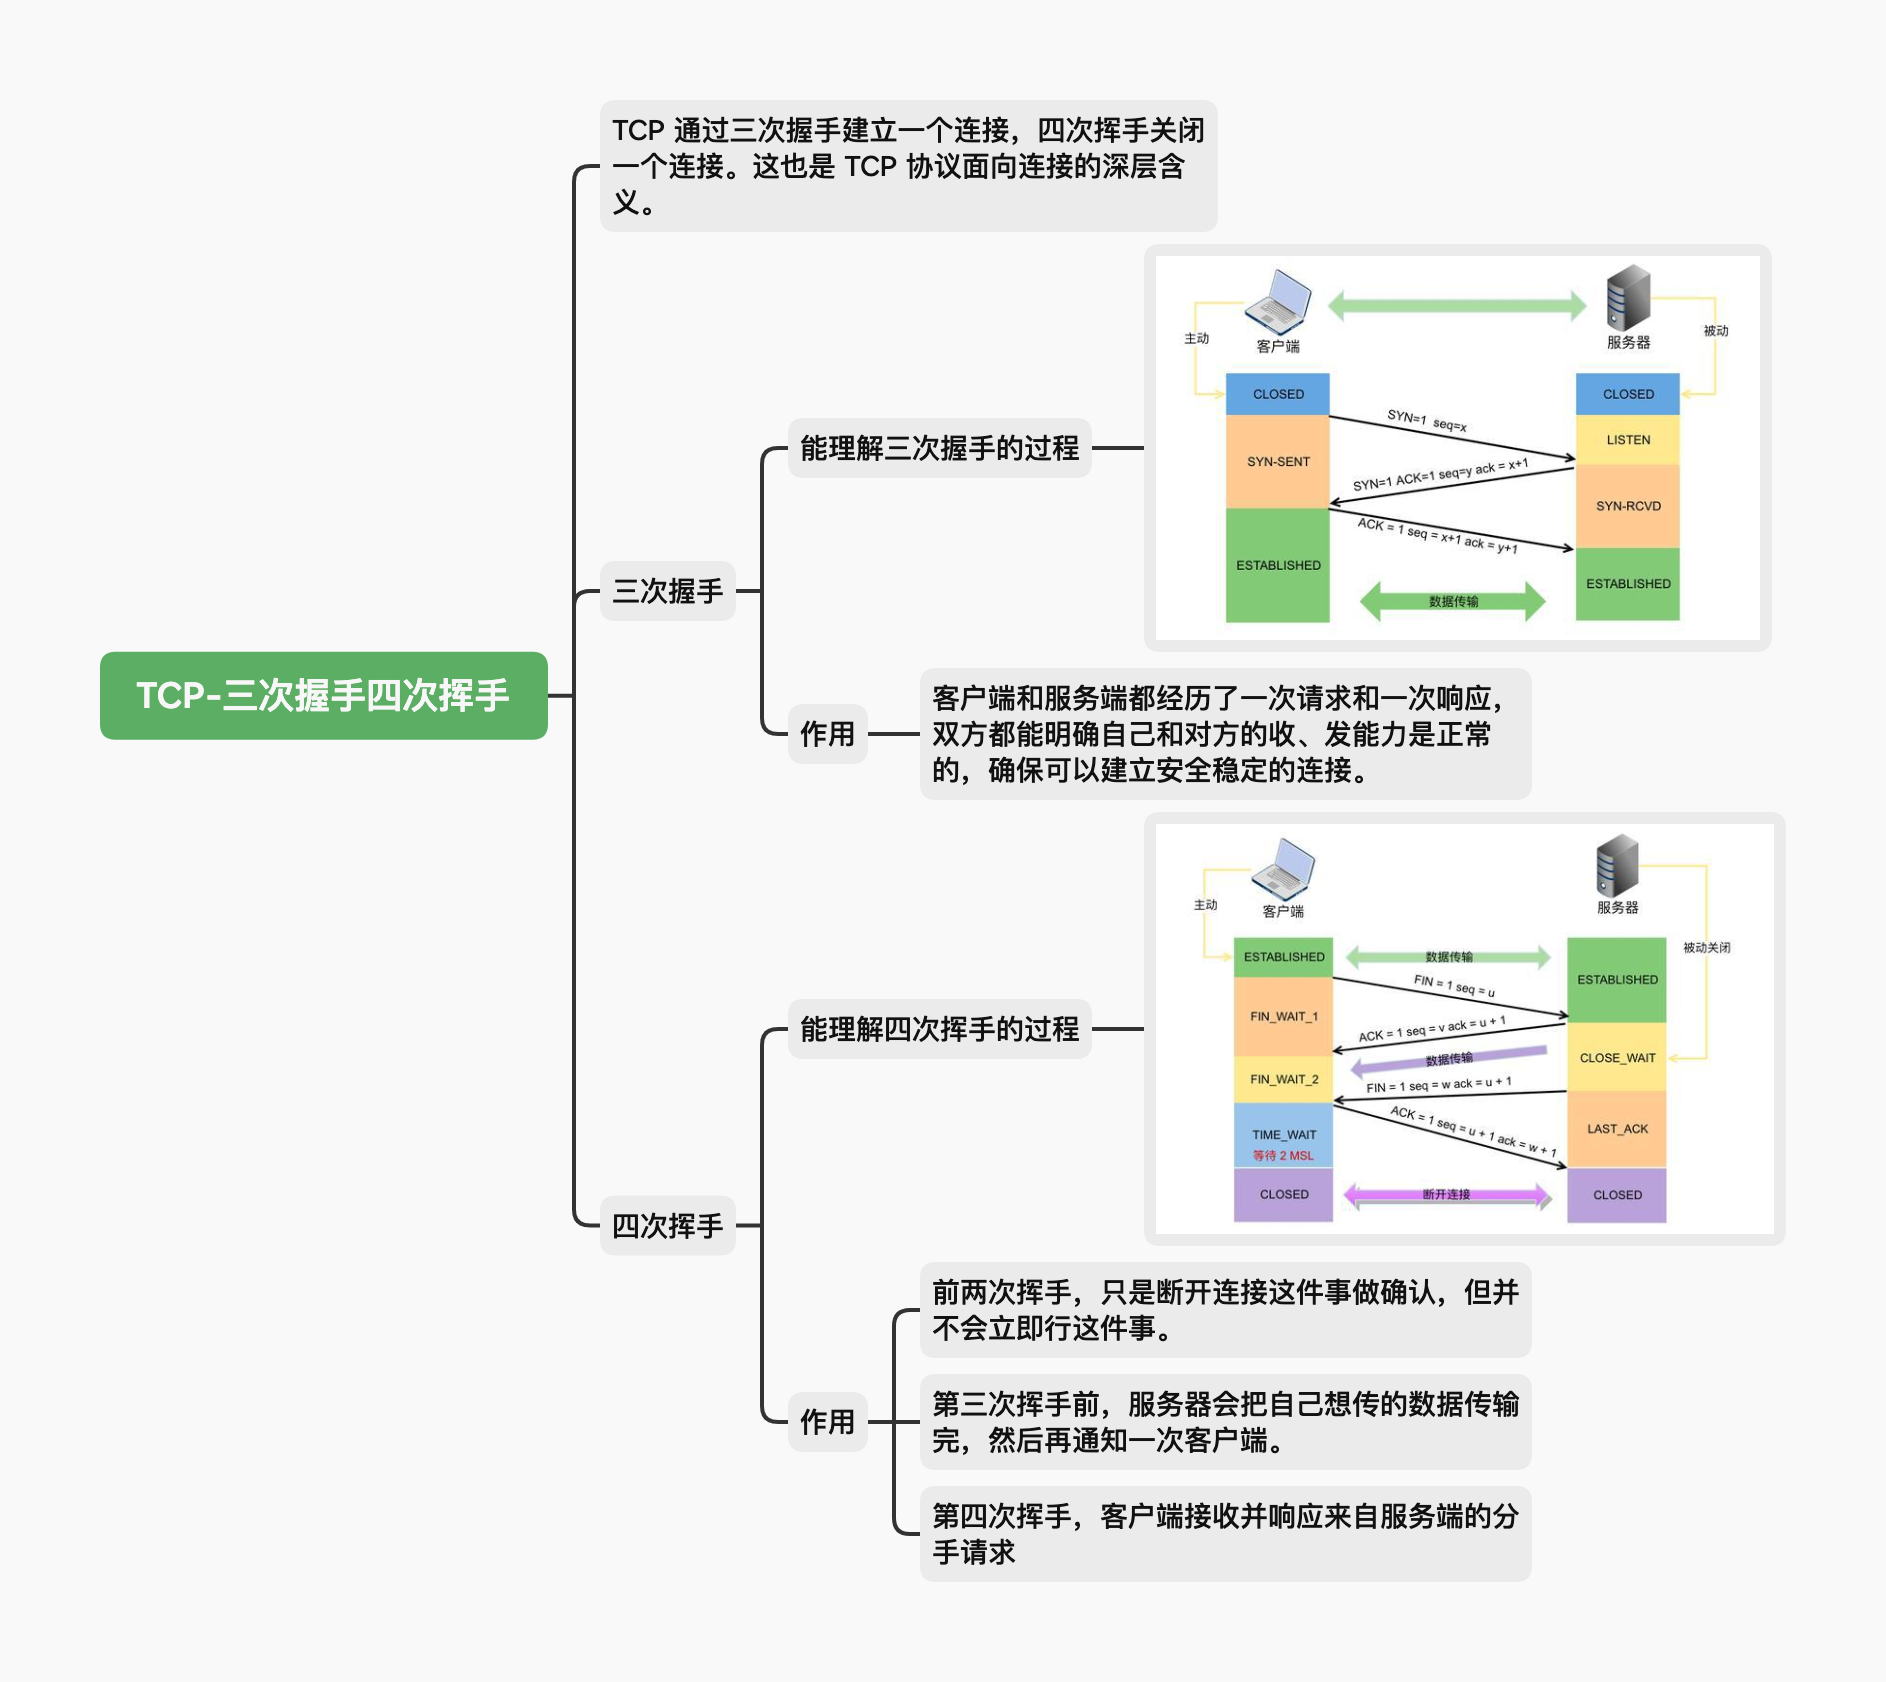 TCP 通过三次握手建立一个连接，四次挥手关闭
一个连接。这也是 TCP 协议面向连接的深层含
义。
主动
客户端
服务器
被动
CLOSED
CLOSED
SYN=1 seq=x
LISTEN
能理解三次握手的过程
SYN-SENT
SYN=1 ACK=1 seq=y ack = x+1
SYN-RCVD
ACK = 1 seq = x+1 ack = y+1
ESTABLISHED
ESTABLISHED
数据传输
三次握手
TCP-三次握手四次挥手
作用
客户端和服务端都经历了一次请求和一次响应，
双方都能明确自己和对方的收、发能力是正常
的，确保可以建立安全稳定的连接。
主动
客户端
服务器
被动关闭
ESTABLISHED
数据传输
ESTABLISHED
FIN = 1 seq = u
FIN_WAIT_1
ACK = 1 seq = v ack = u + 1
能理解四次挥手的过程
数据传输
CLOSE_WAIT
FIN_WAIT_2
FIN = 1 seq = w ack = u + 1
ACK = 1 seq = u + 1 ack = w + 1
TIME_WAIT
等待 2 MSL
LAST_ACK
CLOSED
断开连接
CLOSED
四次挥手
作用
前两次挥手，只是断开连接这件事做确认，但并
不会立即行这件事。
第三次挥手前，服务器会把自己想传的数据传输
完，然后再通知一次客户端。
第四次挥手，客户端接收并响应来自服务端的分
手请求